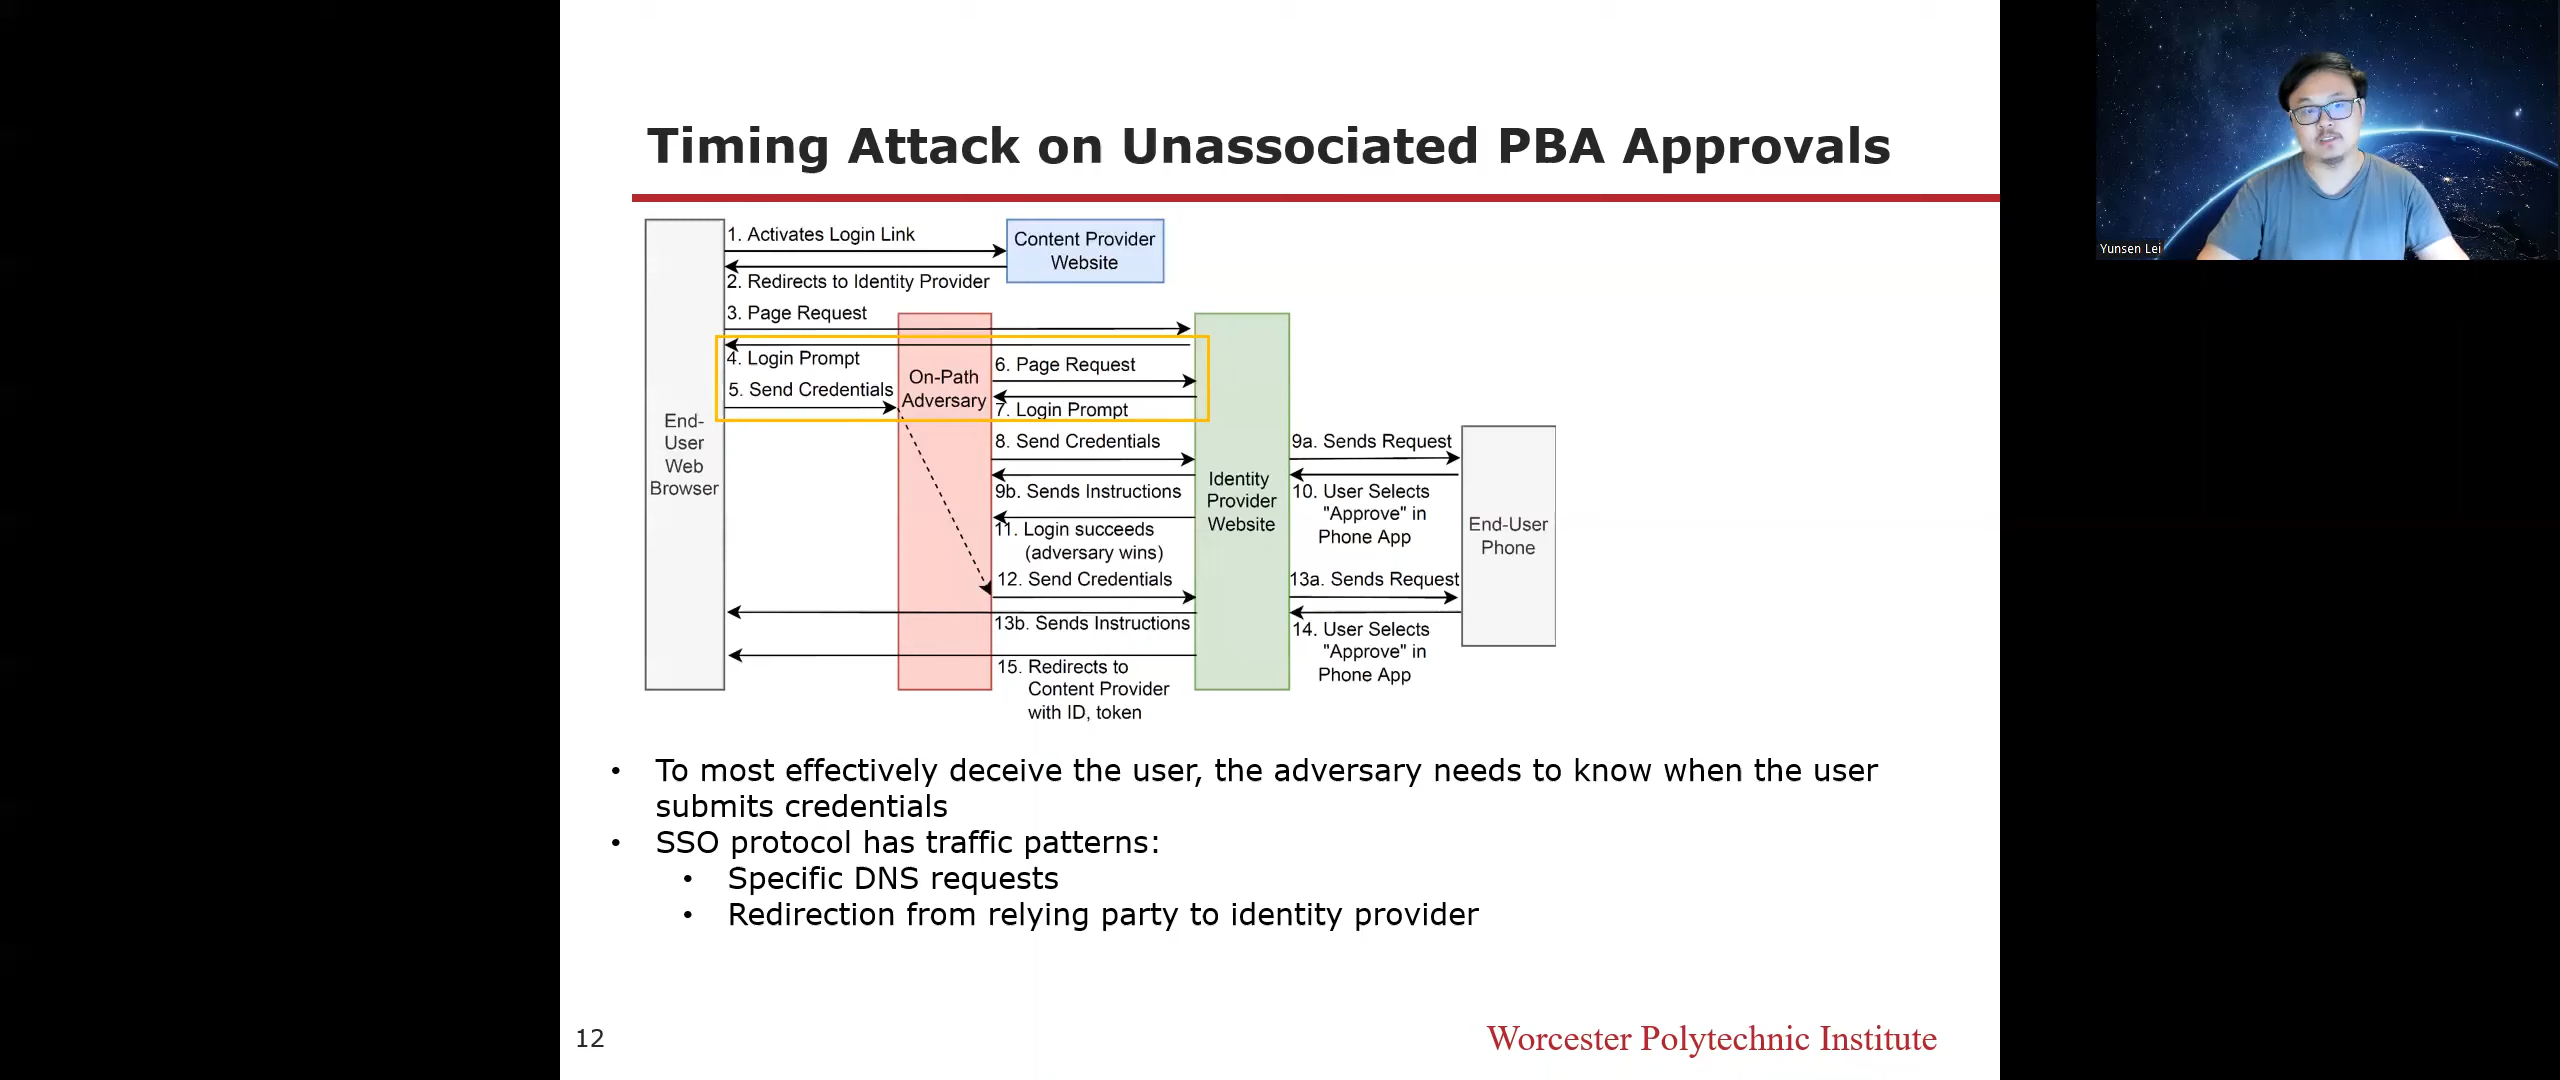 Timing Attack on Unassociated PBA Approvals
1. Activates Login Link
Content Provider
Website
2. Redirects to Identity Provider
3. Page Request
4. Login Prompt
5. Send Credentials
On-Path
Adversary
6. Page Request
7. Login Prompt
End-
User
Web
Browser
8. Send Credentials
9b. Sends Instructions
11. Login succeeds
(adversary wins)
12. Send Credentials
13b. Sends Instructions
15. Redirects to
Content Provider
with ID, token
Identity
Provider
Website
9a. Sends Request
10. User Selects
"Approve" in
Phone App
13a. Sends Request
14. User Selects
"Approve" in
Phone App
End-User
Phone
• To most effectively deceive the user, the adversary needs to know when the user
submits credentials
• SSO protocol has traffic patterns:
• Specific DNS requests
• Redirection from relying party to identity provider
12
Worcester Polytechnic Institute
Yunsen Lei